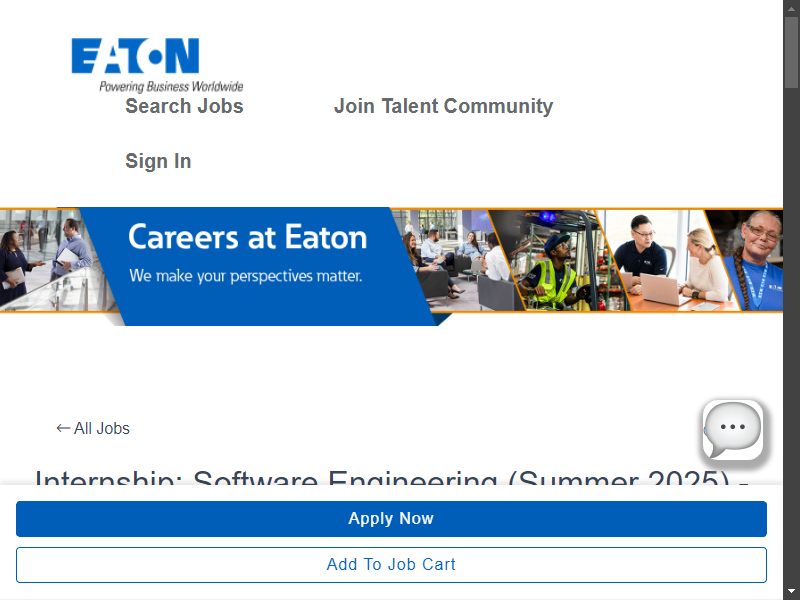 EATON
Powering Business Worldwide
Search Jobs
Join Talent Community
Sign In
Careers at Eaton
We make your perspectives matter.
← All Jobs
Internship: Software Engineering (Summer 2025) -
Apply Now
Add To Job Cart